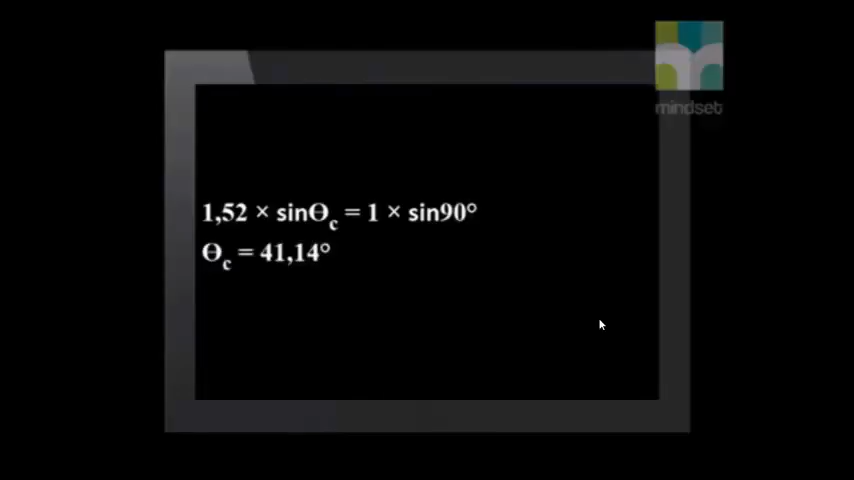 mindset
1,52 × sinΘc = 1 × sin90°
Θc = 41,14°